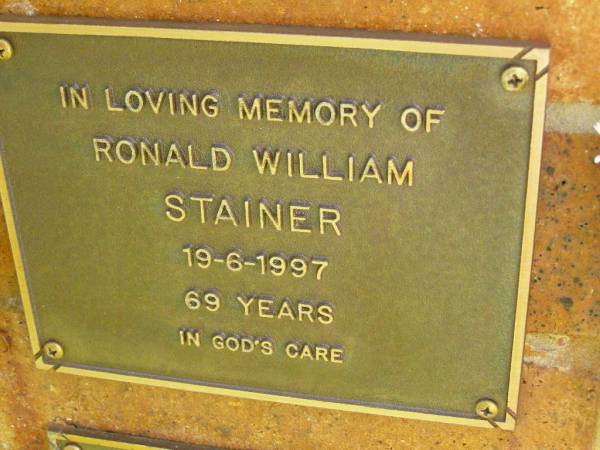 IN LOVING MEMORY OF
RONALD WILLIAM
STAINER
19-6-1997
69 YEARS
IN GOD'S CARE